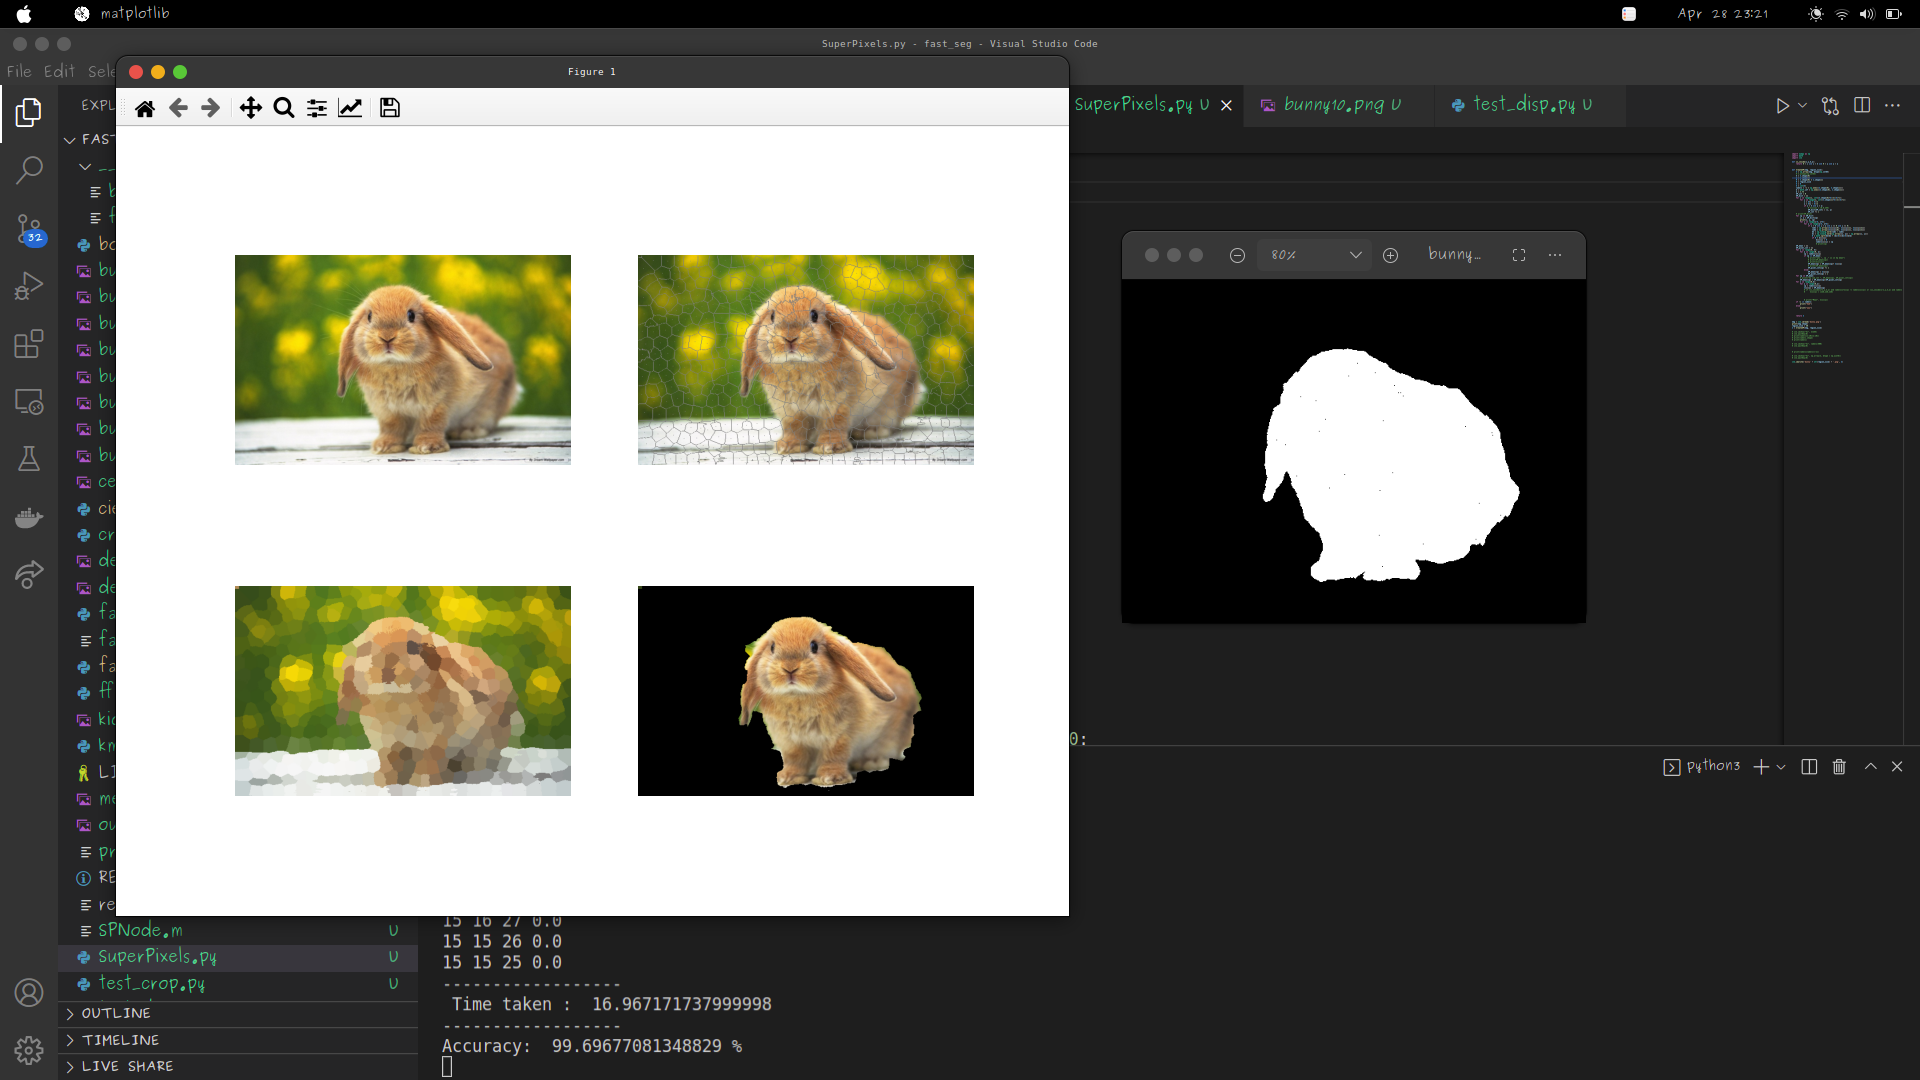 matplotlib
Apr 28 23:21
SuperPixels.py - fast_seg - Visual Studio Code
File Edit Sele
Figure 1
EXPL
SuperPixels.py U
bunny10.png U
test_disp.py U
FAS
32
80%
bunny...
bu
bu
bu
bu
bu
bu
bu
bu
ce
cie
cr
de
de
fa
fa
fa
ff
kid
km
LI
me
ou
pr
RE
re
0:
python3
SPNode.m U
SuperPixels.py U
test_crop.py U
OUTLINE
TIMELINE
LIVE SHARE
15 16 27 0.0
15 15 26 0.0
15 15 25 0.0
------------------
Time taken :  16.967171737999998
------------------
Accuracy:  99.69677081348829 %